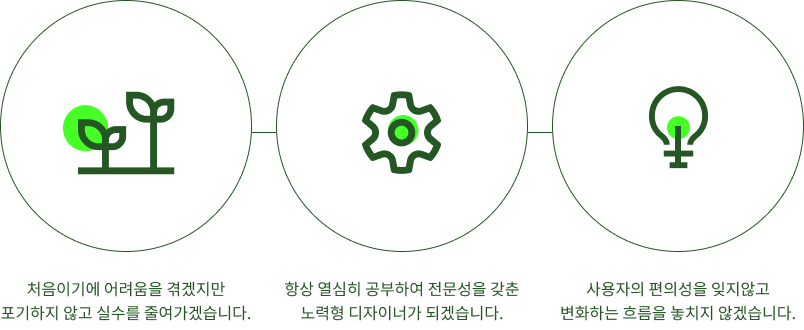 처음이기에 어려움을 겪겠지만
포기하지 않고 실수를 줄여가겠습니다.
항상 열심히 공부하여 전문성을 갖춘
노력형 디자이너가 되겠습니다.
사용자의 편의성을 잊지않고
변화하는 흐름을 놓치지 않겠습니다.